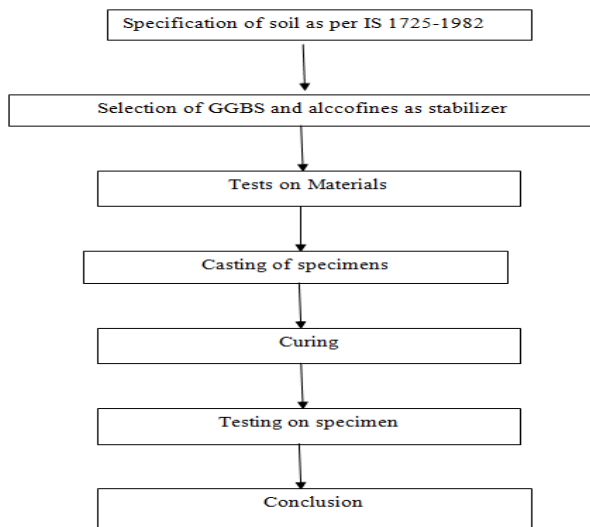 Specification of soil as per IS 1725-1982
Selection of GGBS and alccofines as stabilizer
Tests on Materials
Casting of specimens
Curing
Testing on specimen
Conclusion